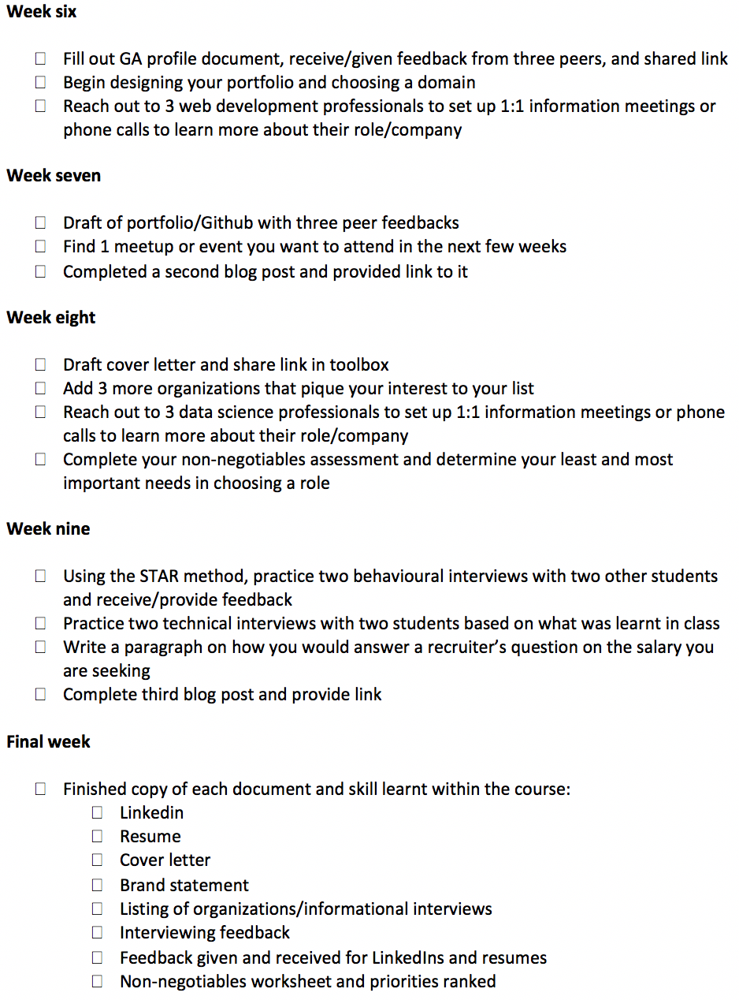 Week six
Fill out GA profile document, receive/given feedback from three peers, and shared link
Begin designing your portfolio and choosing a domain
Reach out to 3 web development professionals to set up 1:1 information meetings or
phone calls to learn more about their role/company
Week seven
Draft of portfolio/Github with three peer feedbacks
Find 1 meetup or event you want to attend in the next few weeks
Completed a second blog post and provided link to it
Week eight
Draft cover letter and share link in toolbox
Add 3 more organizations that pique your interest to your list
Reach out to 3 data science professionals to set up 1:1 information meetings or phone
calls to learn more about their role/company
Complete your non-negotiables assessment and determine your least and most
important needs in choosing a role
Week nine
Using the STAR method, practice two behavioural interviews with two other students
and receive/provide feedback
Practice two technical interviews with two students based on what was learnt in class
Write a paragraph on how you would answer a recruiter’s question on the salary you
are seeking
Complete third blog post and provide link
Final week
Finished copy of each document and skill learnt within the course:
Linkedin
Resume
Cover letter
Brand statement
Listing of organizations/informational interviews
Interviewing feedback
Feedback given and received for LinkedIns and resumes
Non-negotiables worksheet and priorities ranked